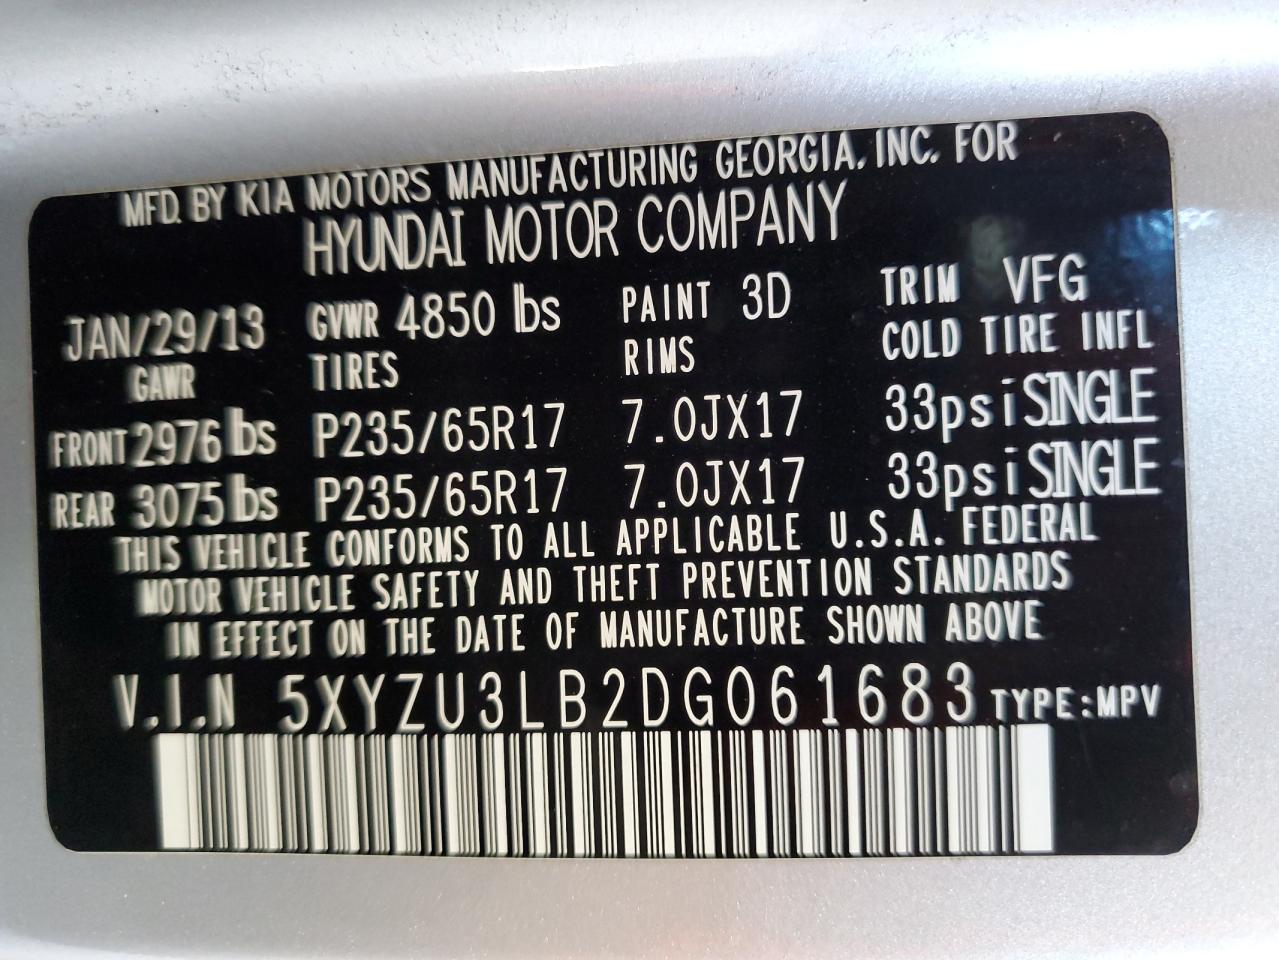 MFD. BY KIA MOTORS MANUFACTURING GEORGIA, INC. FOR
HYUNDAI MOTOR COMPANY
JAN/29/13 GVWR 4850 lbs PAINT 3D TRIM VFG
GAWR TIRES RIMS COLD TIRE INFL
FRONT 2976 lbs P235/65R17 7.0JX17 33psi SINGLE
REAR 3075 lbs P235/65R17 7.0JX17 33psi SINGLE
THIS VEHICLE CONFORMS TO ALL APPLICABLE U.S.A. FEDERAL
MOTOR VEHICLE SAFETY AND THEFT PREVENTION STANDARDS
IN EFFECT ON THE DATE OF MANUFACTURE SHOWN ABOVE
V.I.N 5XYZU3LB2DG061683 TYPE:MPV